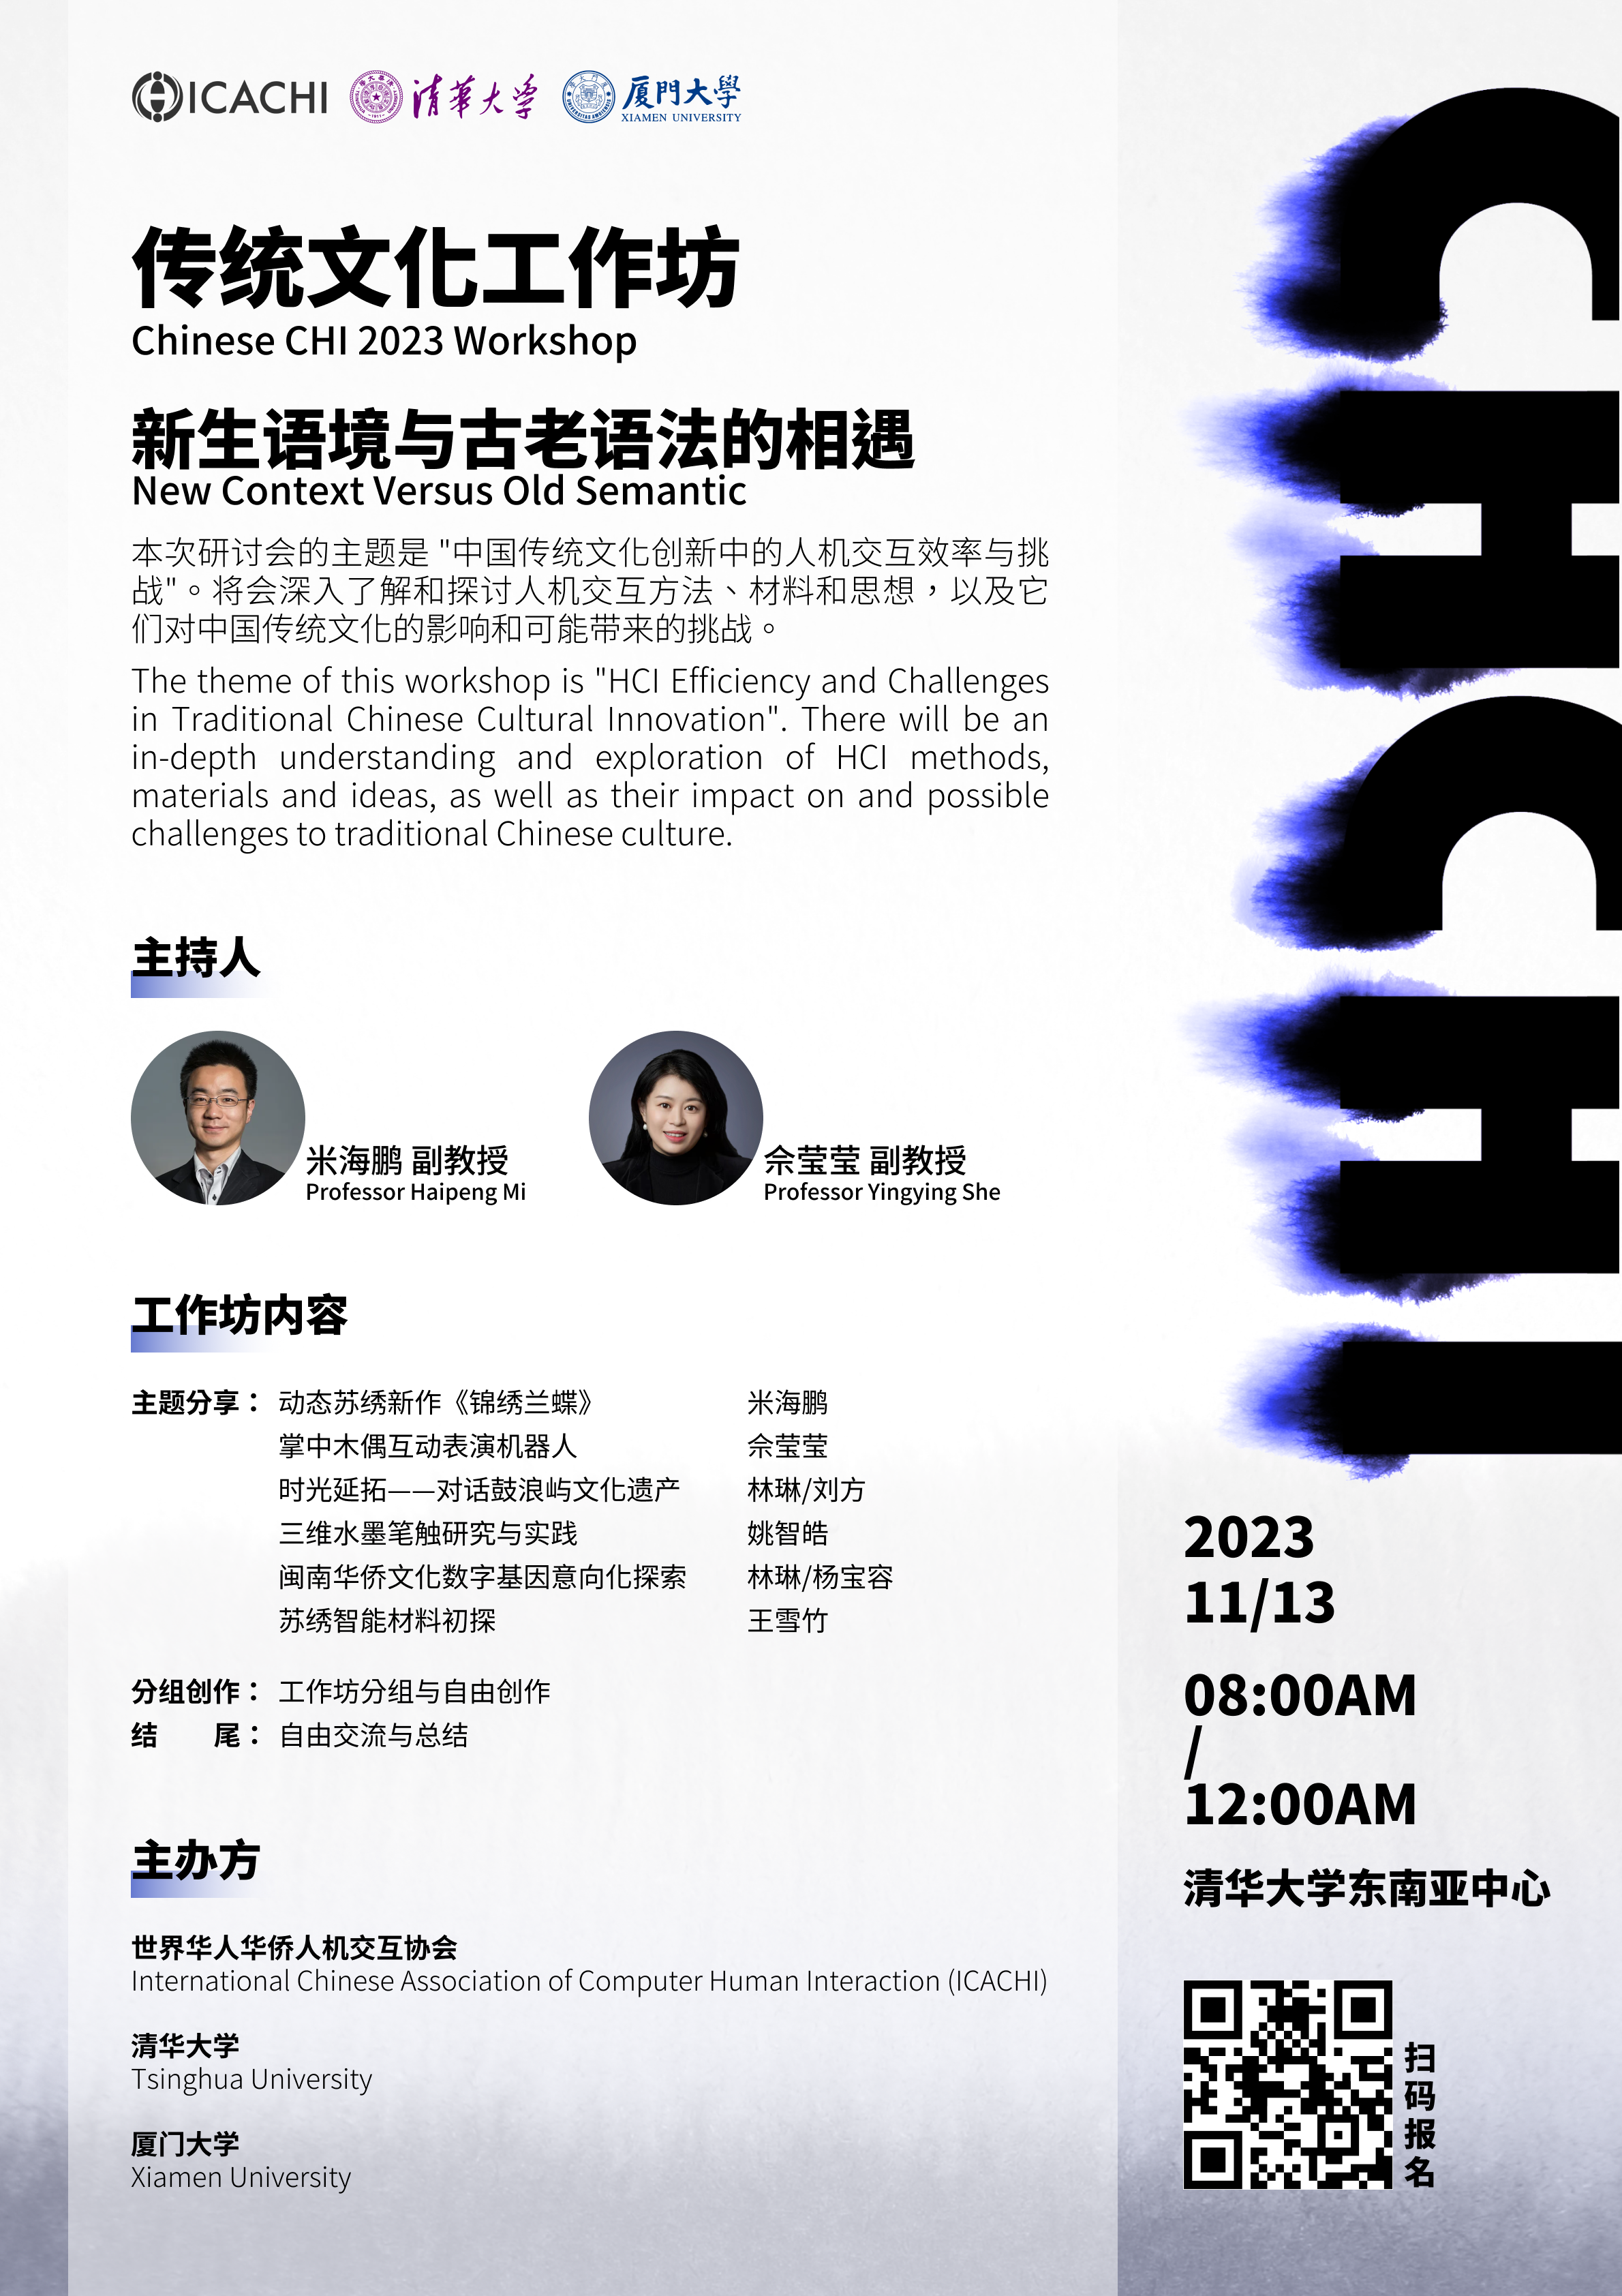 ICACHI 清華大学 厦門大學
XIAMEN UNIVERSITY
传统文化工作坊
Chinese CHI 2023 Workshop
新生语境与古老语法的相遇
New Context Versus Old Semantic
本次研讨会的主题是 "中国传统文化创新中的人机交互效率与挑
战"。将会深入了解和探讨人机交互方法、材料和思想，以及它
们对中国传统文化的影响和可能带来的挑战。
The theme of this workshop is "HCI Efficiency and Challenges
in Traditional Chinese Cultural Innovation". There will be an
in-depth understanding and exploration of HCI methods,
materials and ideas, as well as their impact on and possible
challenges to traditional Chinese culture.
主持人
米海鹏 副教授
Professor Haipeng Mi
佘莹莹 副教授
Professor Yingying She
工作坊内容
主题分享： 动态苏绣新作《锦绣兰蝶》 米海鹏
掌中木偶互动表演机器人 佘莹莹
时光延拓——对话鼓浪屿文化遗产 林琳/刘方
三维水墨笔触研究与实践 姚智皓
闽南华侨文化数字基因意向化探索 林琳/杨宝容
苏绣智能材料初探 王雪竹
分组创作： 工作坊分组与自由创作
结 尾： 自由交流与总结
主办方
世界华人华侨人机交互协会
International Chinese Association of Computer Human Interaction (ICACHI)
清华大学
Tsinghua University
厦门大学
Xiamen University
CHCHI
2023
11/13
08:00AM
/
12:00AM
清华大学东南亚中心
扫码报名